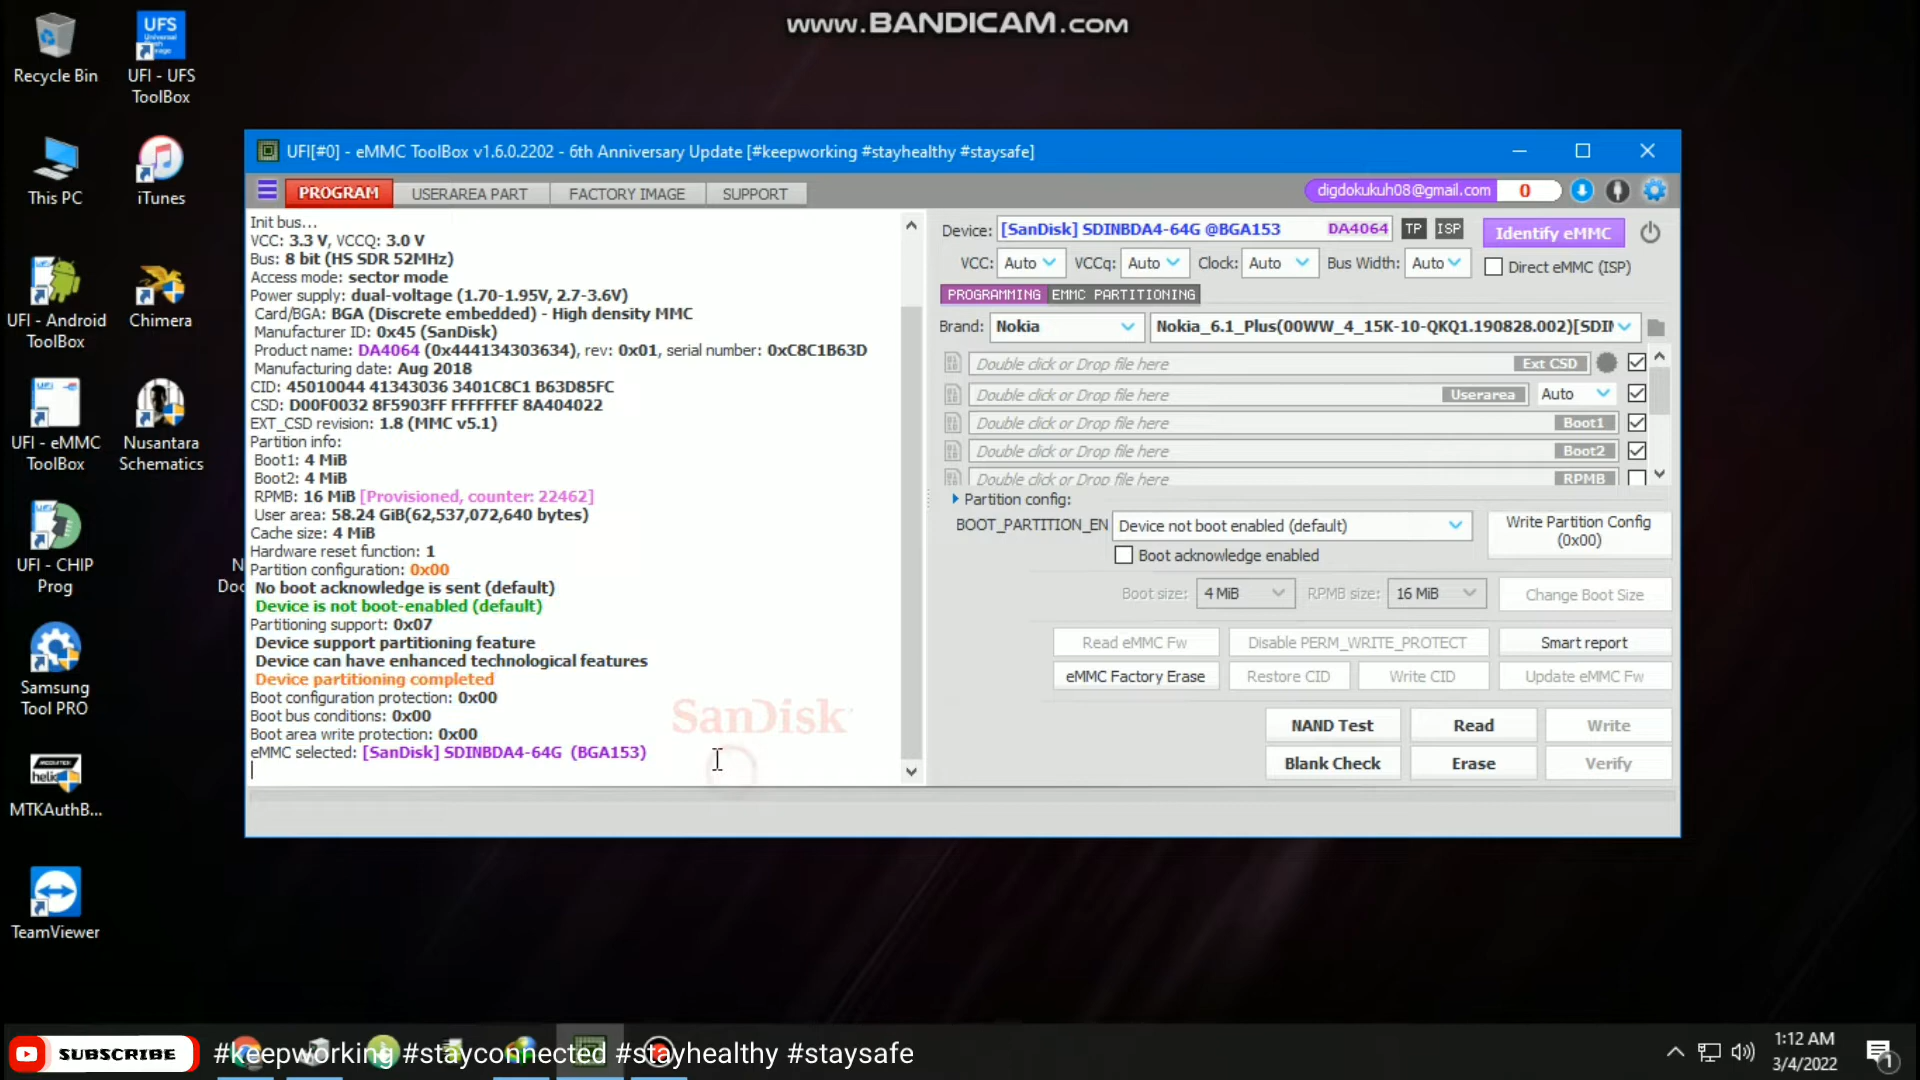 www.BANDICAM.com
Recycle Bin
UFS
UFI - UFS
ToolBox
This PC
iTunes
UFI - Android
ToolBox
Chimera
UFI - eMMC
ToolBox
Nusantara
Schematics
UFI - CHIP
Prog
N
Doc
Samsung
Tool PRO
MTKAuthB...
TeamViewer
UFI[#0] - eMMC ToolBox v1.6.0.2202 - 6th Anniversary Update [#keepworking #stayhealthy #staysafe]
PROGRAM USERAREA PART FACTORY IMAGE SUPPORT
digdokukuh08@gmail.com 0
Init bus...
VCC: 3.3 V, VCCQ: 3.0 V
Bus: 8 bit (HS SDR 52MHz)
Access mode: sector mode
Power supply: dual-voltage (1.70-1.95V, 2.7-3.6V)
Card/BGA: BGA (Discrete embedded) - High density MMC
Manufacturer ID: 0x45 (SanDisk)
Product name: DA4064 (0x444134303634), rev: 0x01, serial number: 0xC8C1B63D
Manufacturing date: Aug 2018
CID: 45010044 41343036 3401C8C1 B63D85FC
CSD: D00F0032 8F5903FF FFFFFFEF 8A404022
EXT_CSD revision: 1.8 (MMC v5.1)
Partition info:
Boot1: 4 MiB
Boot2: 4 MiB
RPMB: 16 MiB [Provisioned, counter: 22462]
User area: 58.24 GiB(62,537,072,640 bytes)
Cache size: 4 MiB
Hardware reset function: 1
Partition configuration: 0x00
No boot acknowledge is sent (default)
Device is not boot-enabled (default)
Partitioning support: 0x07
Device support partitioning feature
Device can have enhanced technological features
Device partitioning completed
Boot configuration protection: 0x00
Boot bus conditions: 0x00
Boot area write protection: 0x00
eMMC selected: [SanDisk] SDINBDA4-64G (BGA153)
SanDisk
Device: [SanDisk] SDINBDA4-64G @BGA153 DA4064 TP ISP Identify eMMC
VCC: Auto VCCq: Auto Clock: Auto Bus Width: Auto Direct eMMC (ISP)
PROGRAMMING EMMC PARTITIONING
Brand: Nokia Nokia_6.1_Plus(00WW_4_15K-10-QKQ1.190828.002)[SDIN
Double click or Drop file here Ext CSD
Double click or Drop file here Userarea Auto
Double click or Drop file here Boot1
Double click or Drop file here Boot2
Double click or Drop file here RPMB
Partition config:
BOOT_PARTITION_EN Device not boot enabled (default) Write Partition Config
(0x00)
Boot acknowledge enabled
Boot size: 4 MiB RPMB size: 16 MiB Change Boot Size
Read eMMC Fw Disable PERM_WRITE_PROTECT Smart report
eMMC Factory Erase Restore CID Write CID Update eMMC Fw
NAND Test Read Write
Blank Check Erase Verify
SUBSCRIBE #keepworking #stayconnected #stayhealthy #staysafe
1:12 AM
3/4/2022
1